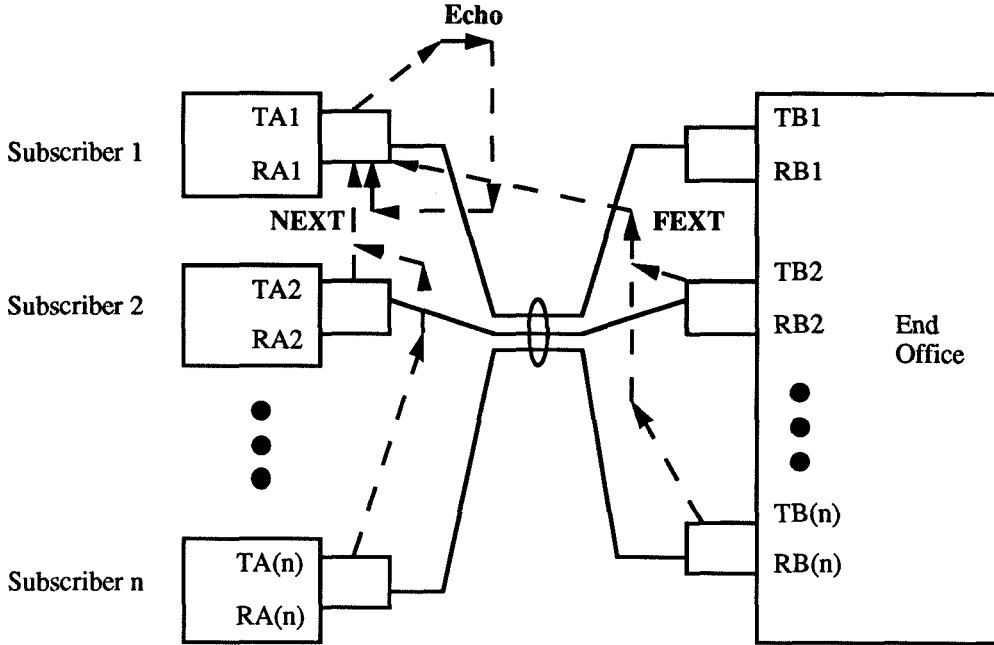 Echo
TA1
TB1
Subscriber 1
RA1
RB1
NEXT
FEXT
TA2
TB2
Subscriber 2
RA2
RB2
End
Office
TA(n)
TB(n)
Subscriber n
RA(n)
RB(n)